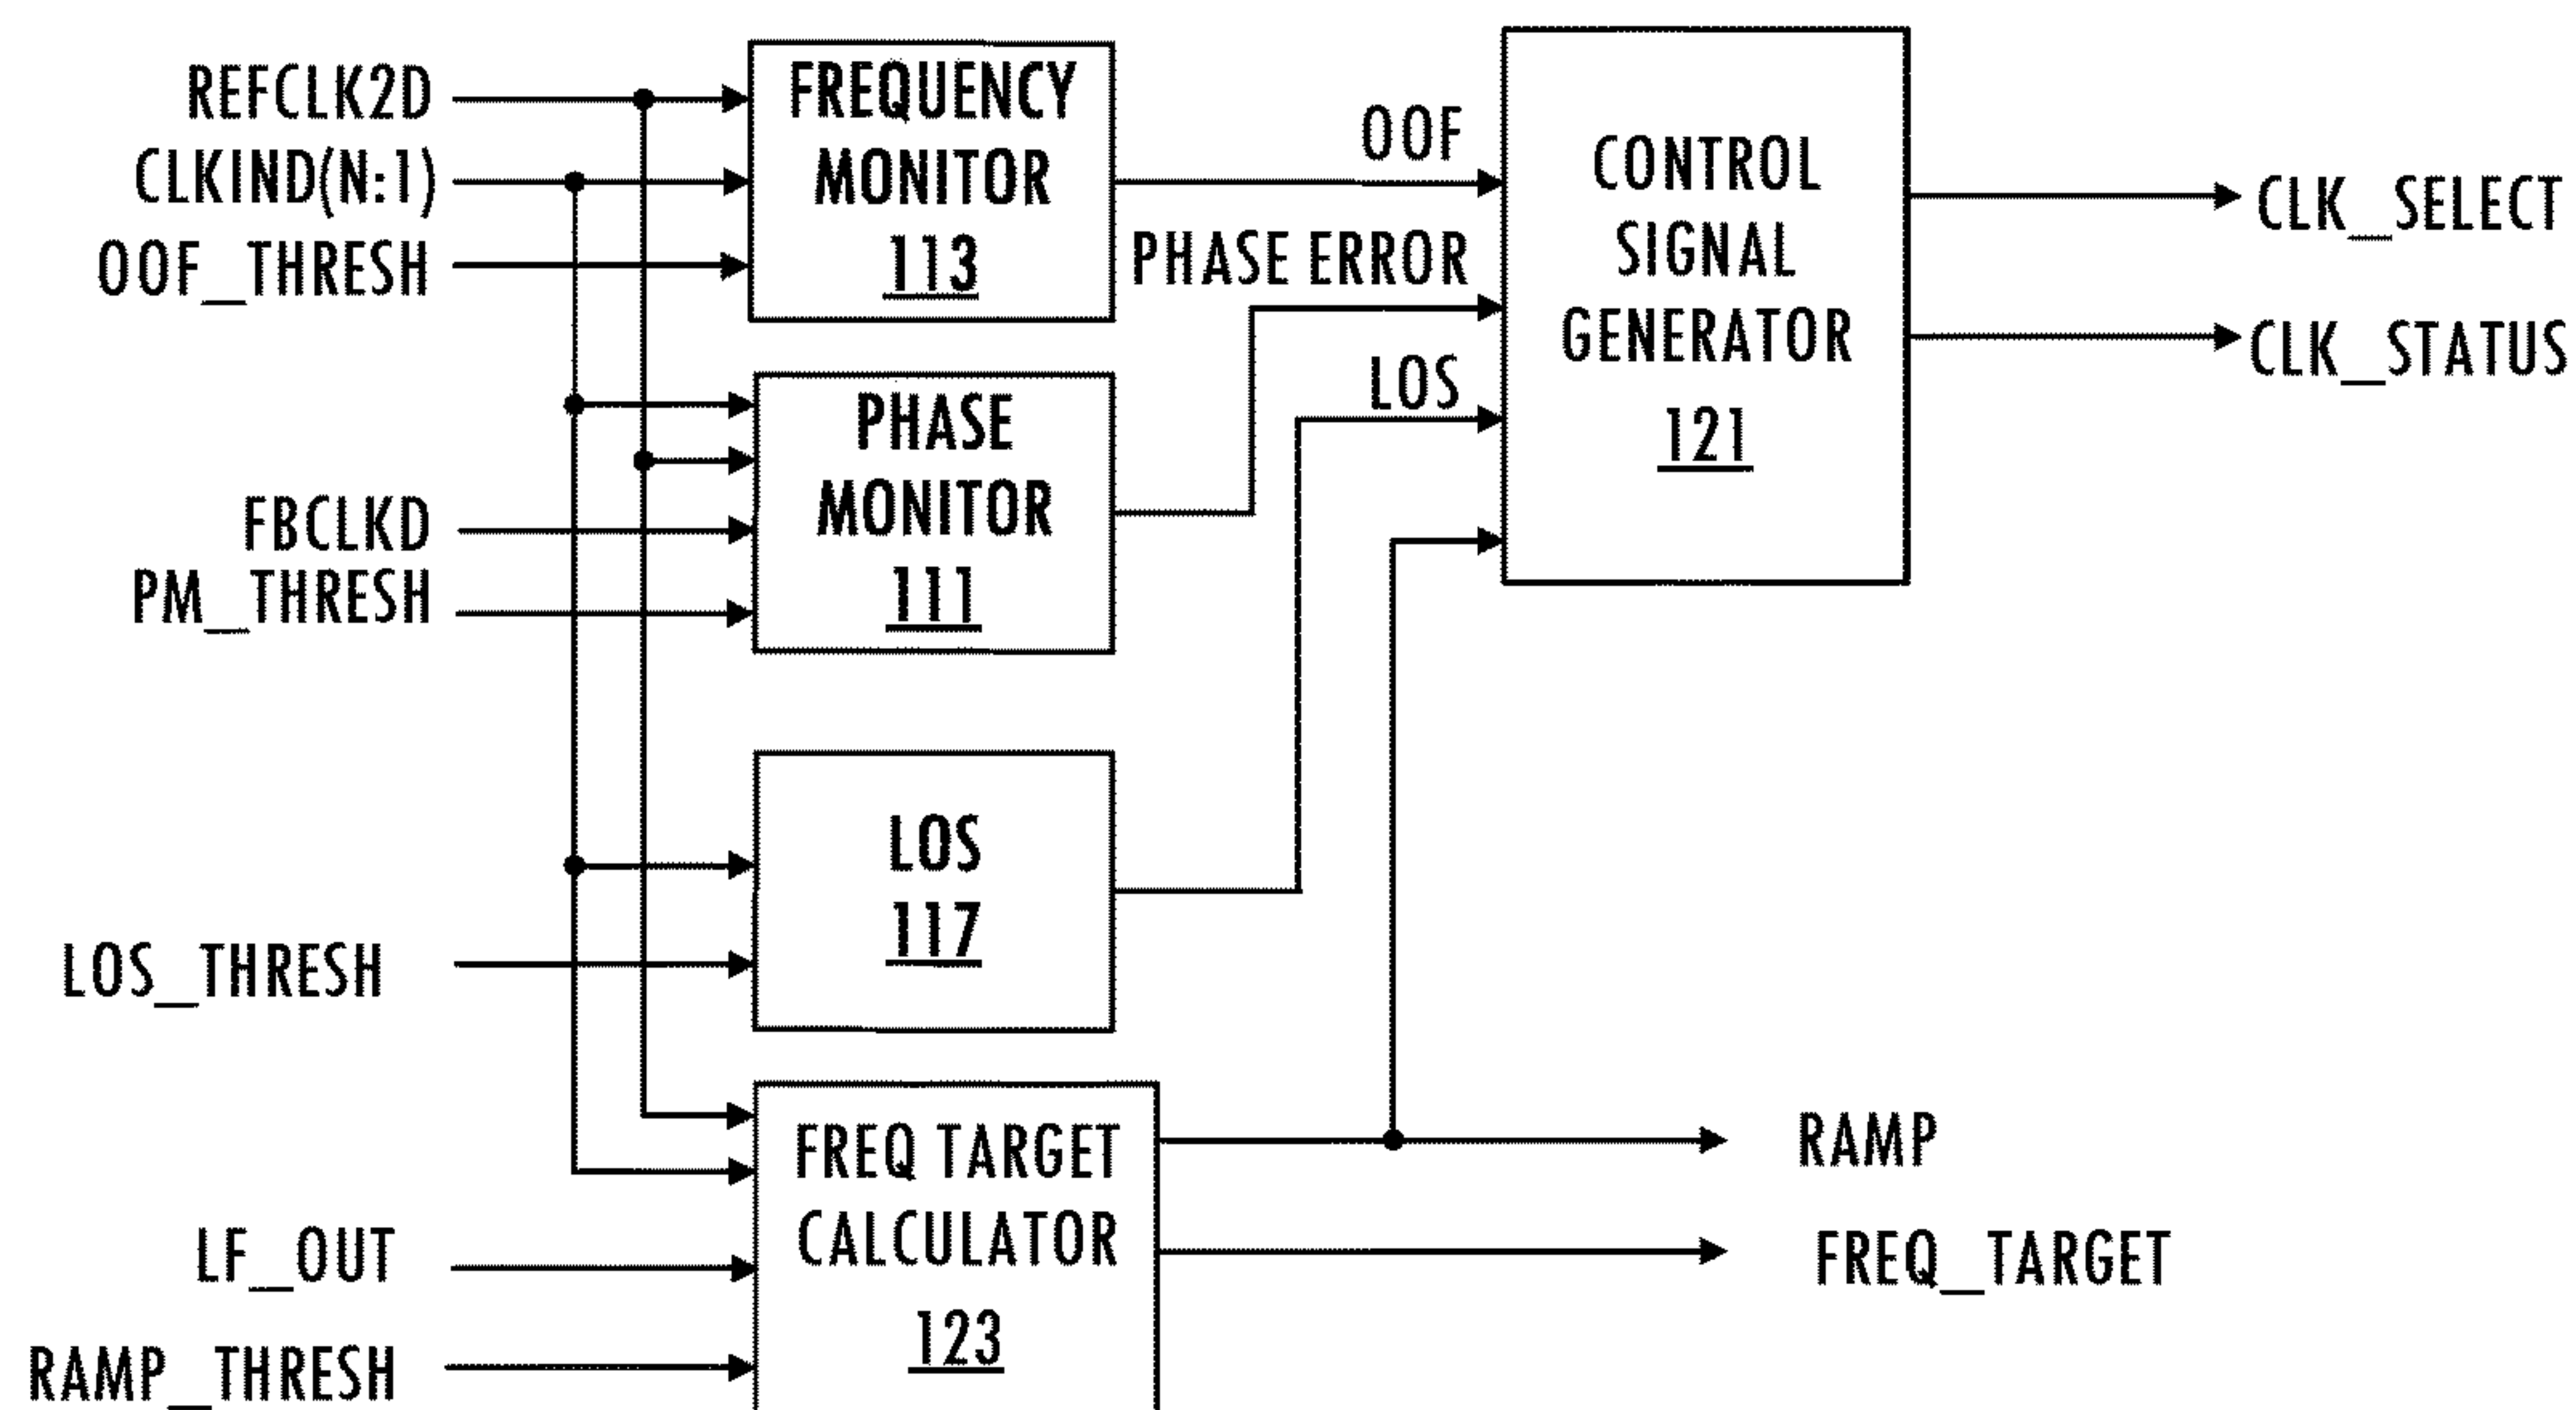 REFCLK2D
CLKIND(N:1)
OOF_THRESH
FREQUENCY
MONITOR
113
OOF
PHASE ERROR
LOS
CONTROL
SIGNAL
GENERATOR
121
CLK_SELECT
CLK_STATUS
FBCLKD
PM_THRESH
PHASE
MONITOR
111
LOS_THRESH
LOS
117
LF_OUT
RAMP_THRESH
FREQ TARGET
CALCULATOR
123
RAMP
FREQ_TARGET